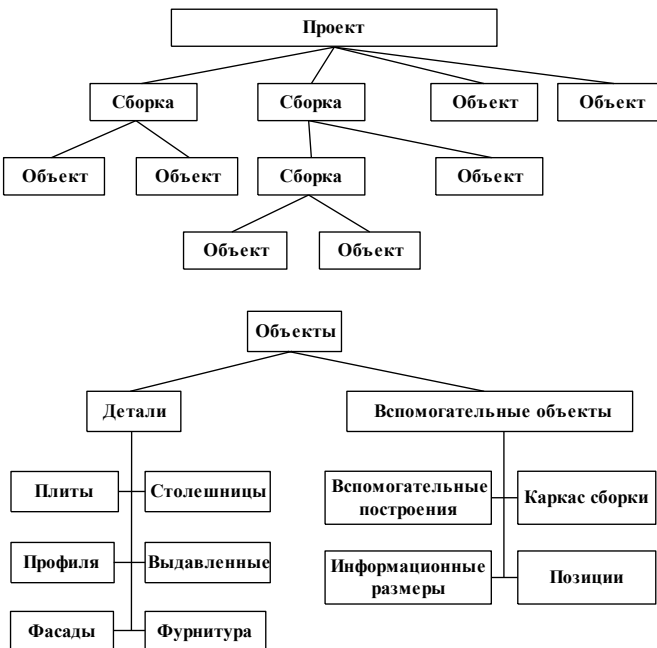 Проект
Сборка
Сборка
Объект
Объект
Объект
Объект
Сборка
Объект
Объект
Объект
Объекты
Детали
Вспомогательные объекты
Плиты
Столешницы
Вспомогательные
построения
Каркас сборки
Профиля
Выдавленные
Информационные
размеры
Позиции
Фасады
Фурнитура